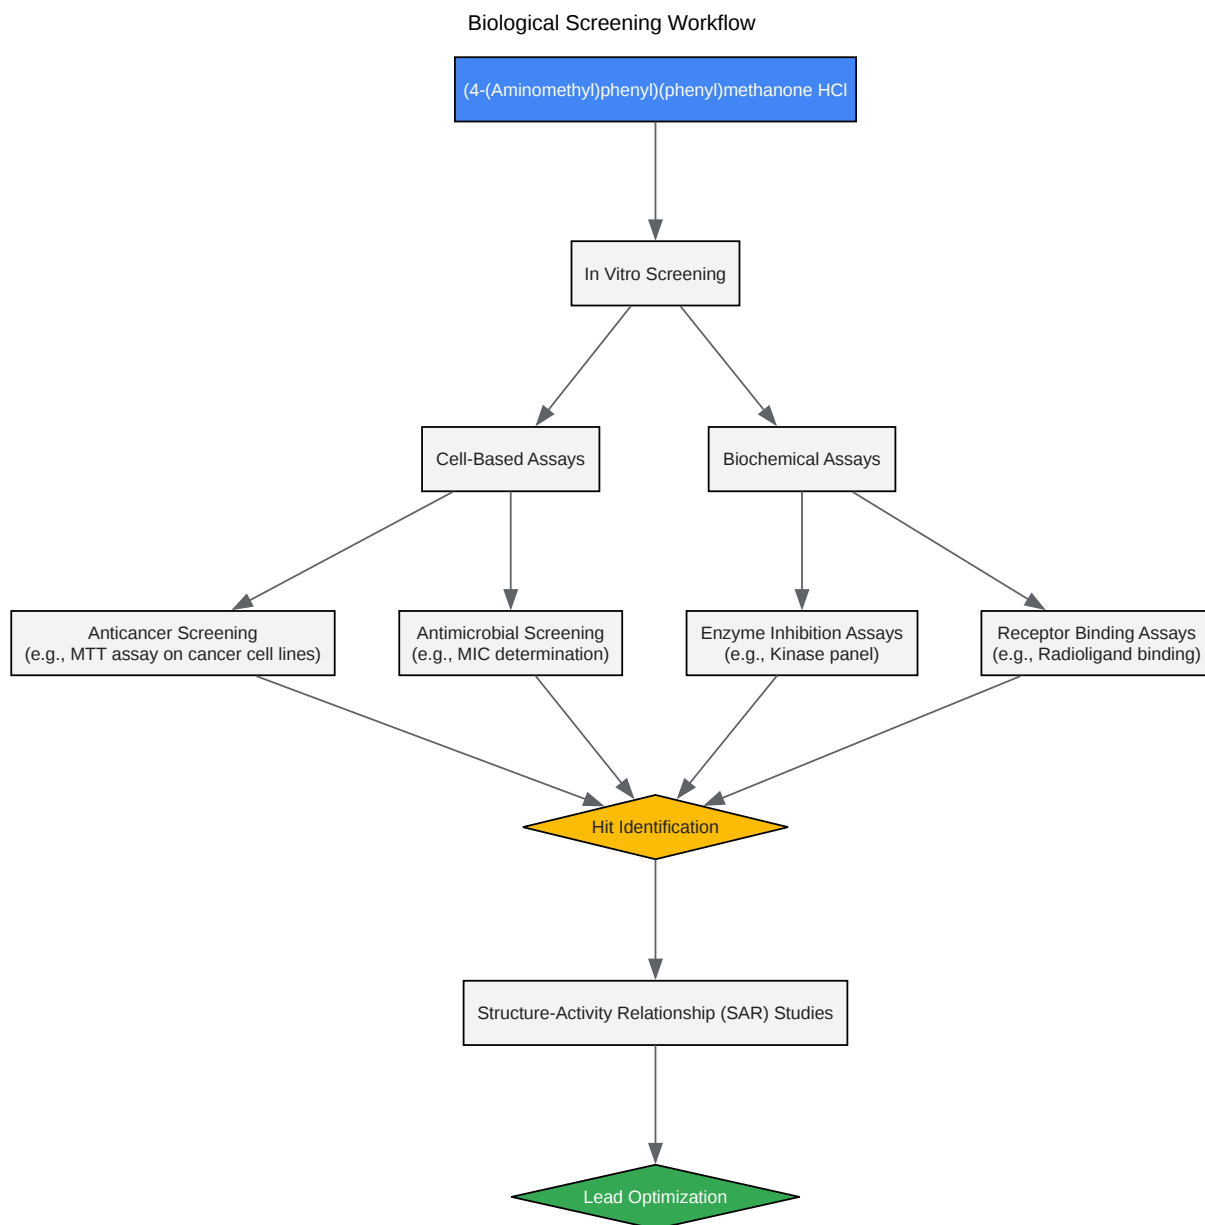 Biological Screening Workflow
(4-(Aminomethyl)phenyl)(phenyl)methanone HCl
In Vitro Screening
Cell-Based Assays
Biochemical Assays
Anticancer Screening
(e.g., MTT assay on cancer cell lines)
Antimicrobial Screening
(e.g., MIC determination)
Enzyme Inhibition Assays
(e.g., Kinase panel)
Receptor Binding Assays
(e.g., Radioligand binding)
Hit Identification
Structure-Activity Relationship (SAR) Studies
Lead Optimization